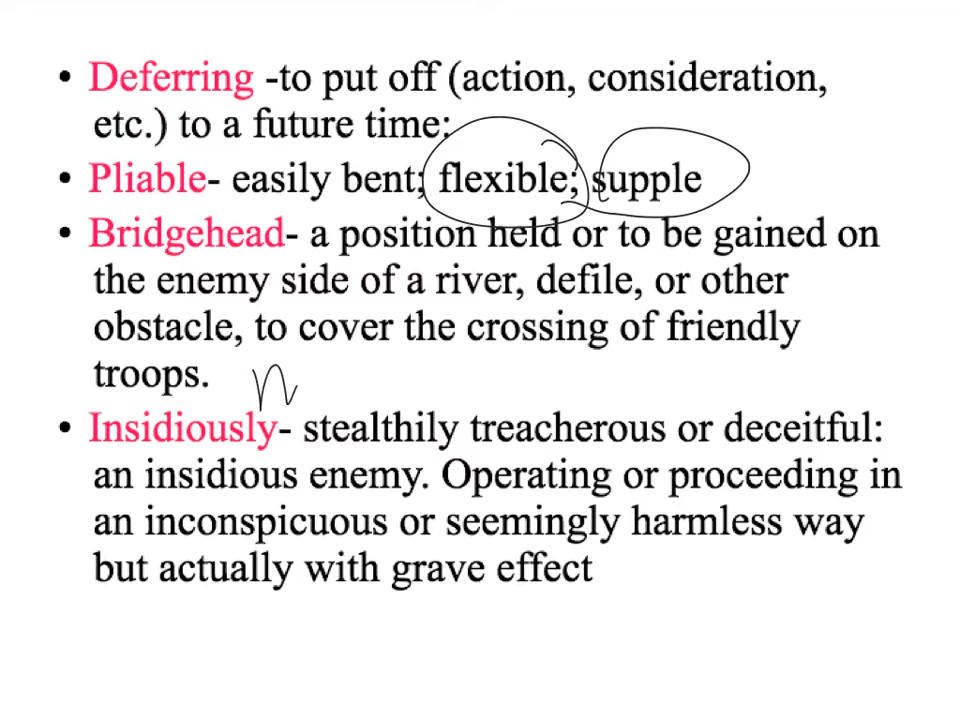 • Deferring -to put off (action, consideration,
etc.) to a future time:
• Pliable- easily bent; flexible; supple
• Bridgehead- a position held or to be gained on
the enemy side of a river, defile, or other
obstacle, to cover the crossing of friendly
troops.
n
• Insidiously- stealthily treacherous or deceitful:
an insidious enemy. Operating or proceeding in
an inconspicuous or seemingly harmless way
but actually with grave effect